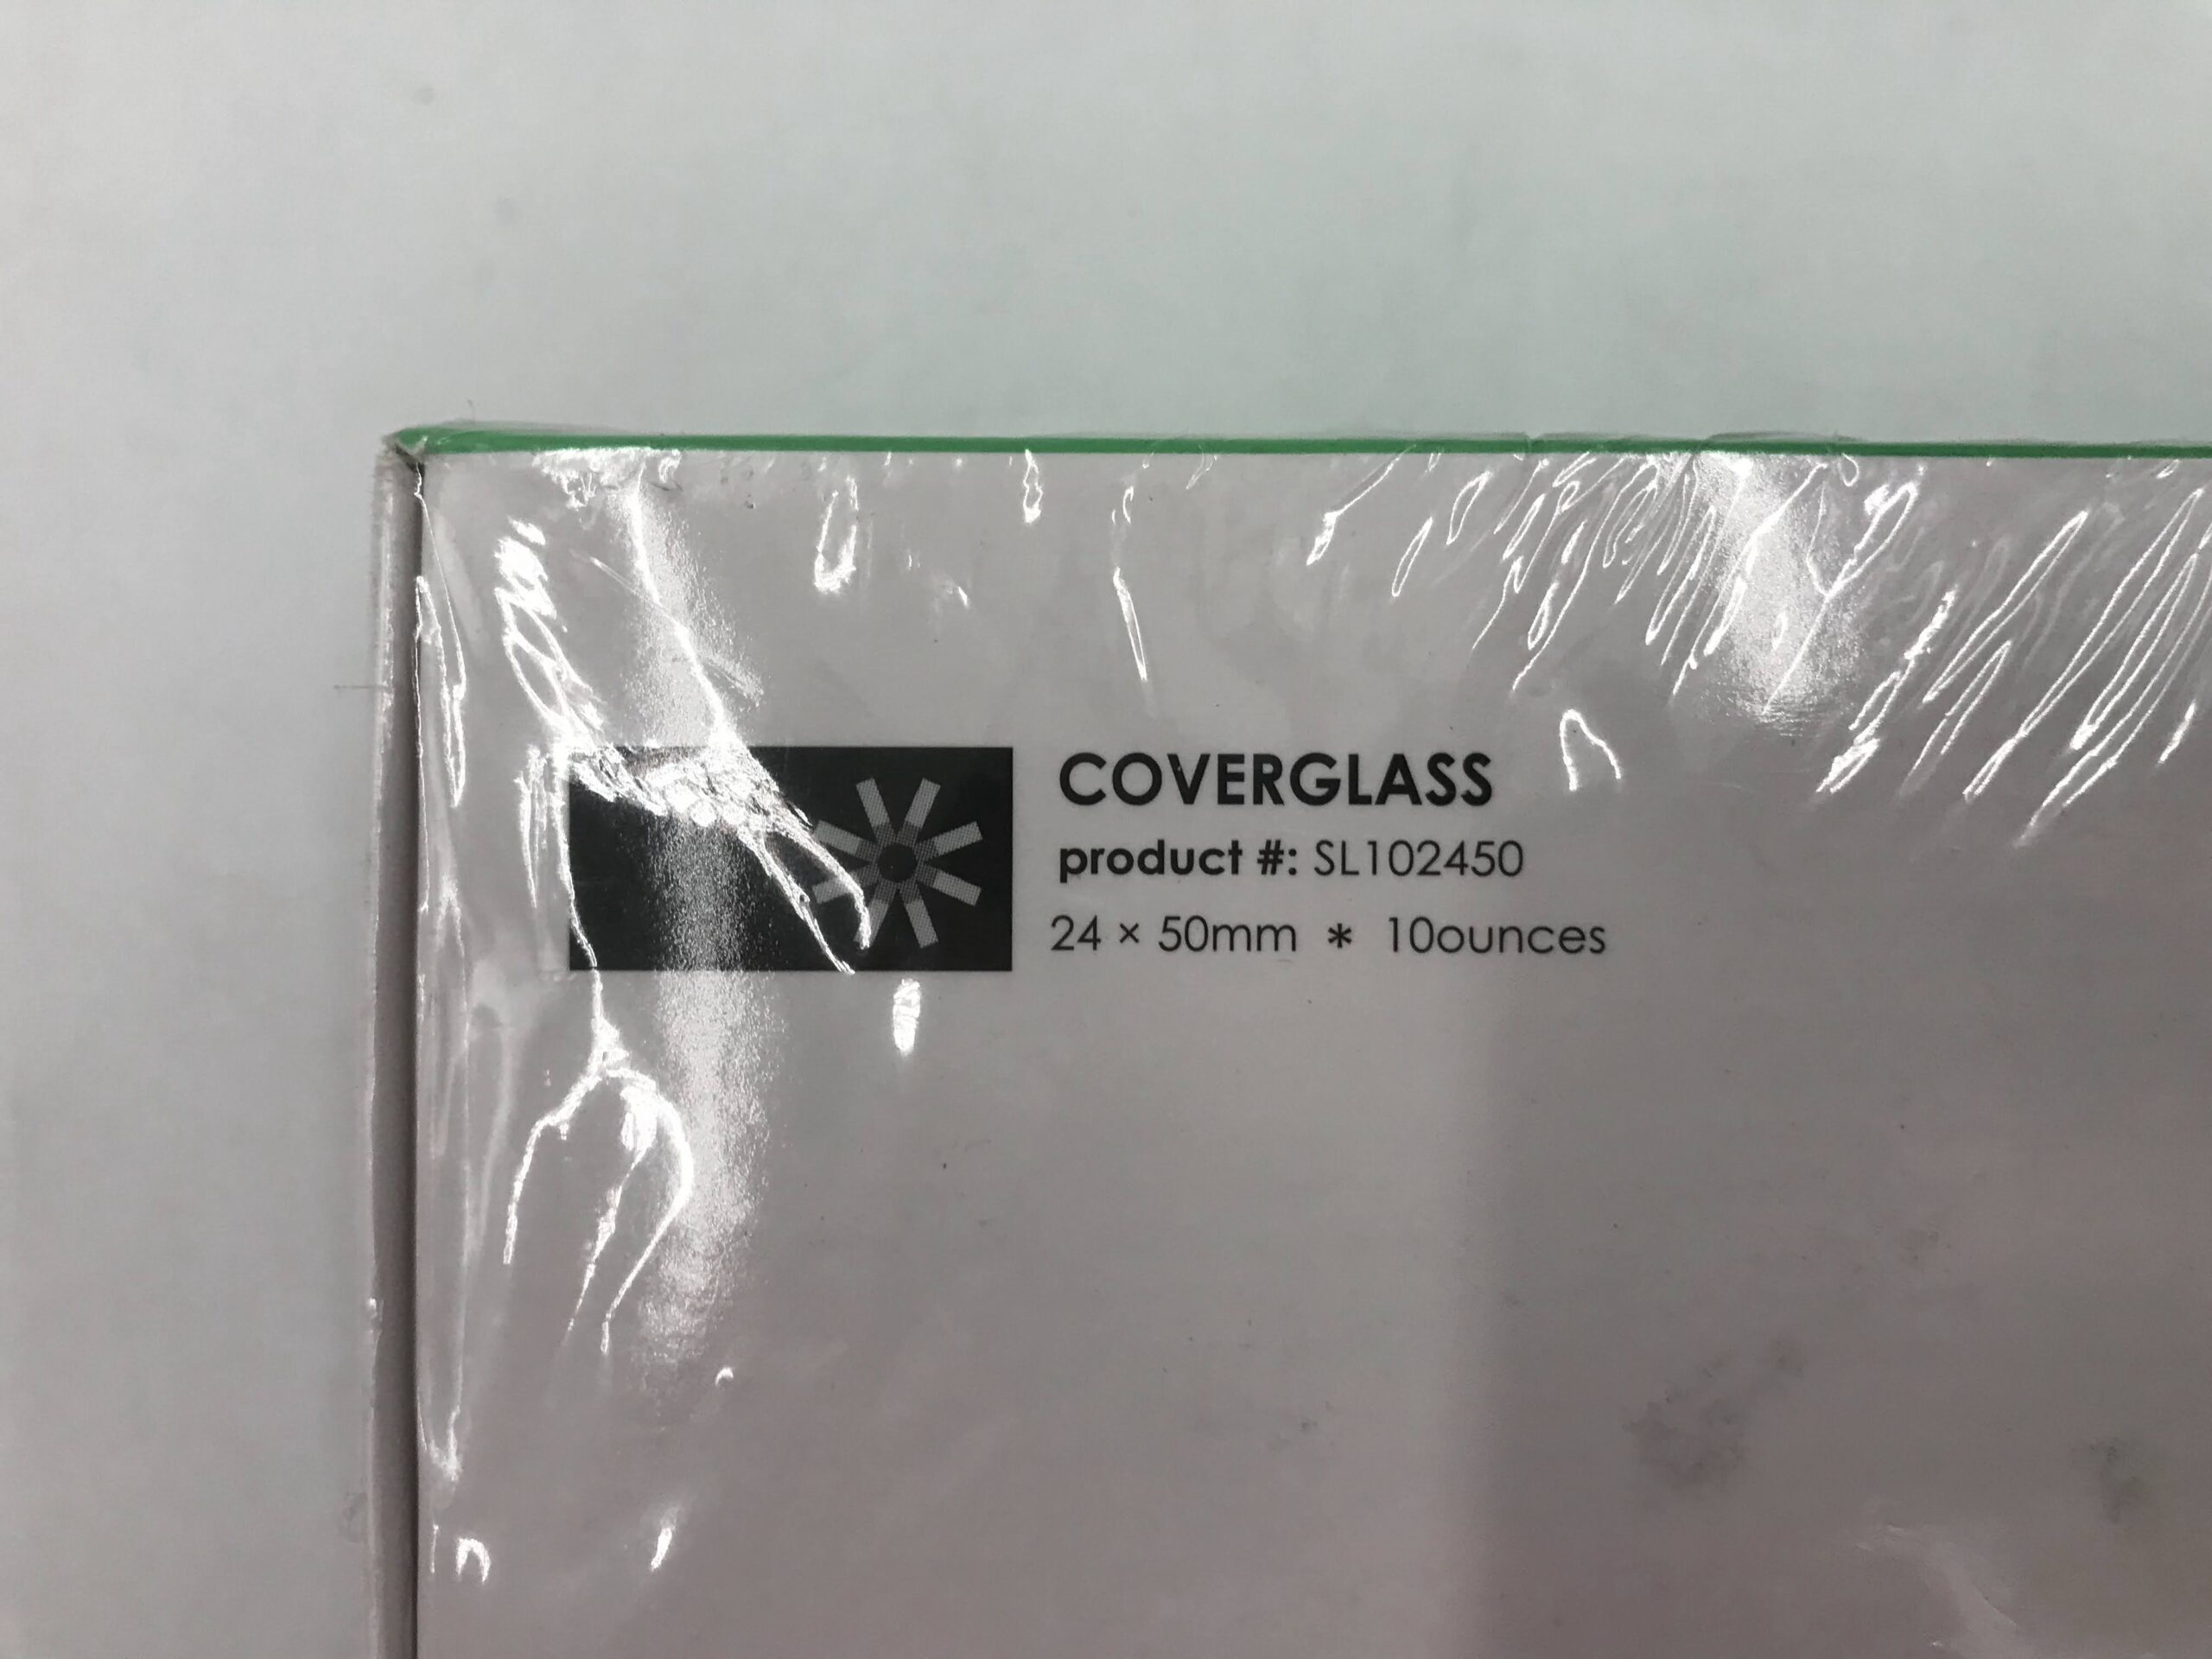 COVERGLASS
product #: SL102450
24 × 50mm * 10ounces